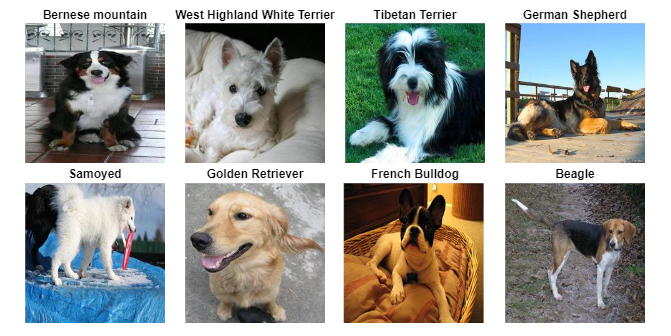 Bernese mountain
West Highland White Terrier
Tibetan Terrier
German Shepherd
Samoyed
Golden Retriever
French Bulldog
Beagle